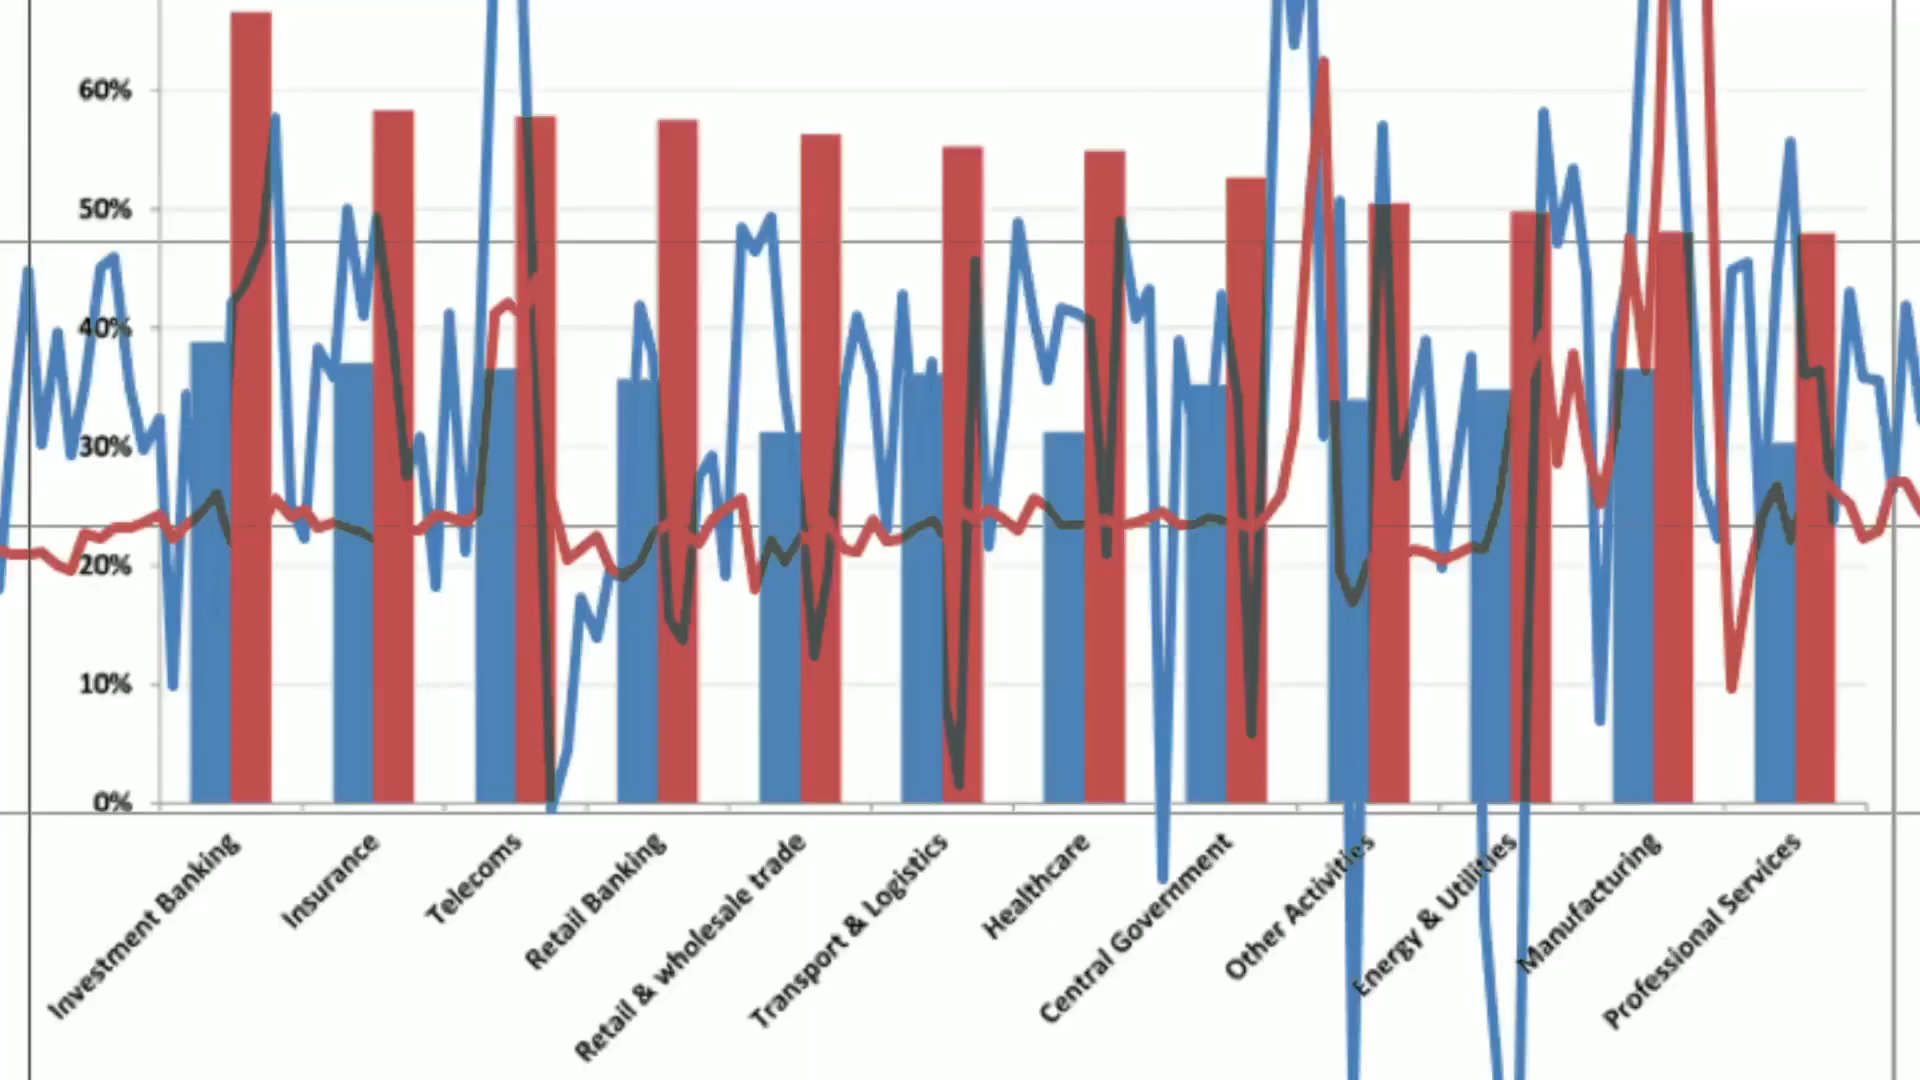 60%
50%
40%
30%
20%
10%
0%
Investment Banking
Insurance
Telecoms
Retail Banking
Retail & wholesale trade
Transport & Logistics
Healthcare
Central Government
Other Activities
Energy & Utilities
Manufacturing
Professional Services